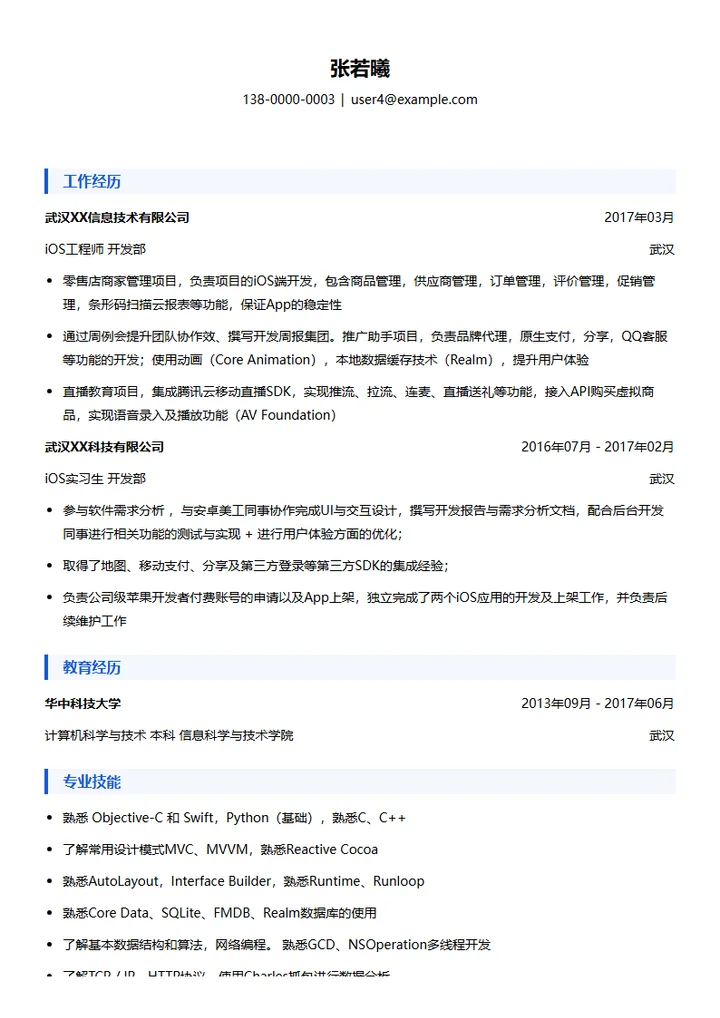 张若曦
138-0000-0003 | user4@example.com
工作经历
武汉XX信息技术有限公司 2017年03月
iOS工程师 开发部 武汉
• 零售店商家管理项目，负责项目的iOS端开发，包含商品管理，供应商管理，订单管理，评价管理，促销管
理，条形码扫描云报表等功能，保证App的稳定性
• 通过周例会提升团队协作效、撰写开发周报集团。推广助手项目，负责品牌代理，原生支付，分享，QQ客服
等功能的开发；使用动画（Core Animation），本地数据缓存技术（Realm），提升用户体验
• 直播教育项目，集成腾讯云移动直播SDK，实现推流、拉流、连麦、直播送礼等功能，接入API购买虚拟商
品，实现语音录入及播放功能（AV Foundation）
武汉XX科技有限公司 2016年07月 - 2017年02月
iOS实习生 开发部 武汉
• 参与软件需求分析 ，与安卓美工同事协作完成UI与交互设计，撰写开发报告与需求分析文档，配合后台开发
同事进行相关功能的测试与实现 + 进行用户体验方面的优化；
• 取得了地图、移动支付、分享及第三方登录等第三方SDK的集成经验；
• 负责公司级苹果开发者付费账号的申请以及App上架，独立完成了两个iOS应用的开发及上架工作，并负责后
续维护工作
教育经历
华中科技大学 2013年09月 - 2017年06月
计算机科学与技术 本科 信息科学与技术学院 武汉
专业技能
• 熟悉 Objective-C 和 Swift，Python（基础），熟悉C、C++
• 了解常用设计模式MVC、MVVM，熟悉Reactive Cocoa
• 熟悉AutoLayout，Interface Builder，熟悉Runtime、Runloop
• 熟悉Core Data、SQLite、FMDB、Realm数据库的使用
• 了解基本数据结构和算法，网络编程。 熟悉GCD、NSOperation多线程开发
• 了解TCP / IP、HTTP协议，使用Charles抓包进行数据分析